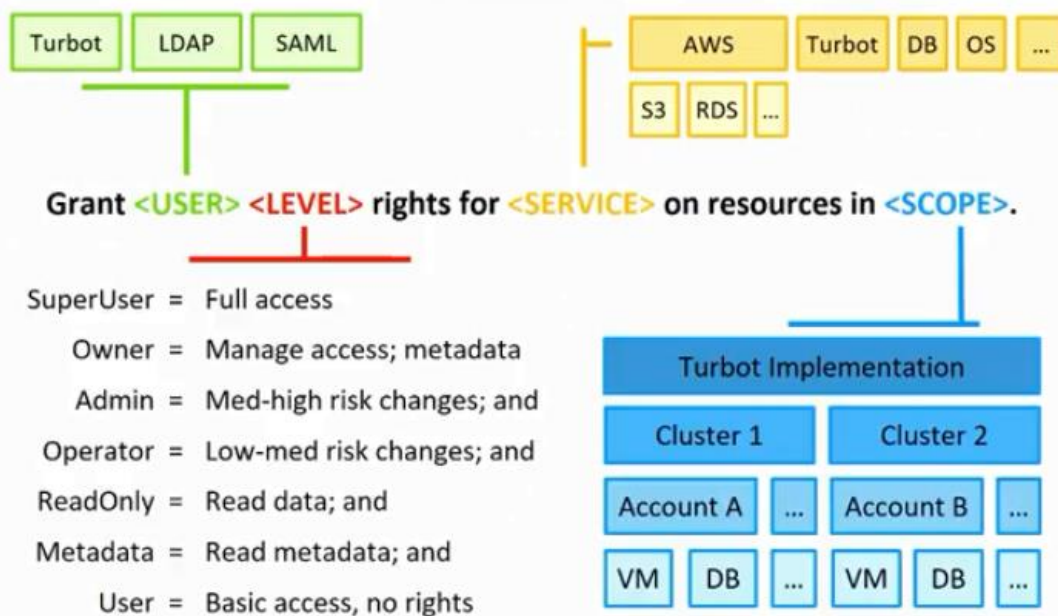 Turbot LDAP SAML
AWS Turbot DB OS ...
S3 RDS ...
Grant <USER> <LEVEL> rights for <SERVICE> on resources in <SCOPE>.
SuperUser = Full access
Owner = Manage access; metadata
Admin = Med-high risk changes; and
Operator = Low-med risk changes; and
ReadOnly = Read data; and
Metadata = Read metadata; and
User = Basic access, no rights
Turbot Implementation
Cluster 1 Cluster 2
Account A ... Account B ...
VM DB ... VM DB ...